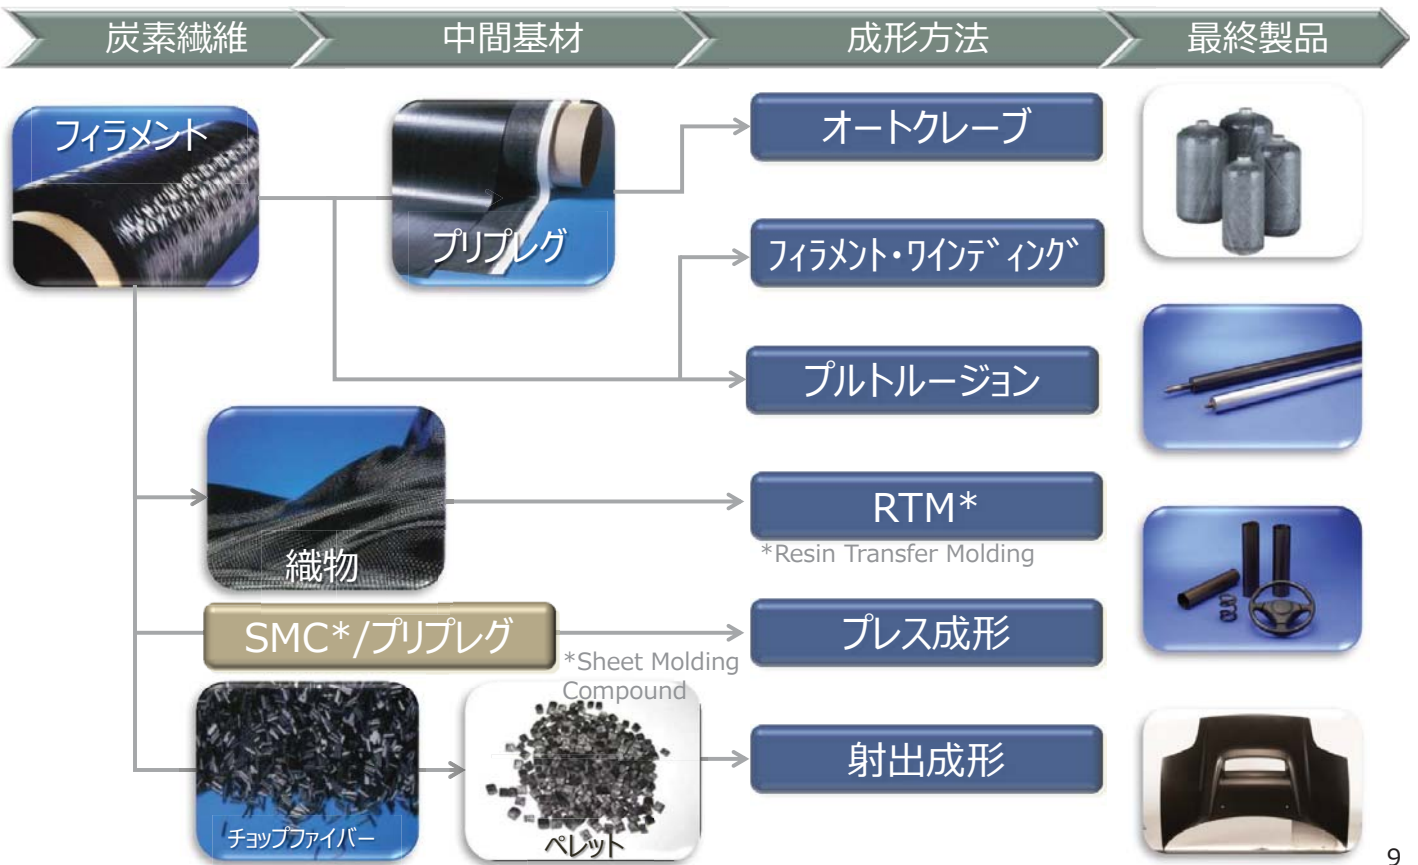 炭素繊維
中間基材
成形方法
最終製品
フィラメント
プリプレグ
オートクレーブ
フィラメント・ワインディング
プルトルージョン
織物
RTM*
*Resin Transfer Molding
SMC*/プリプレグ
*Sheet Molding
Compound
プレス成形
チョップファイバー
ペレット
射出成形
9